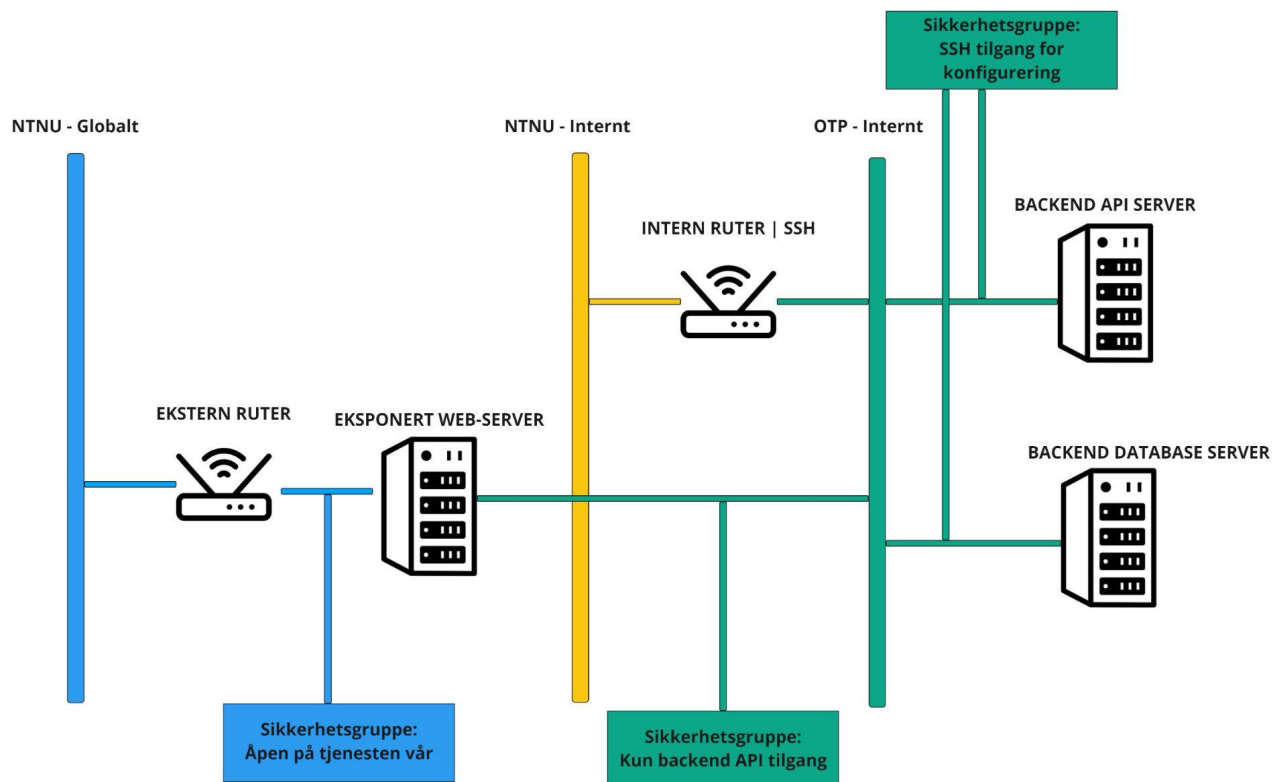 Sikkerhetsgruppe:
SSH tilgang for
konfigurering
NTNU - Globalt
NTNU - Internt
OTP - Internt
BACKEND API SERVER
INTERN RUTER | SSH
EKSTERN RUTER
EKSPONERT WEB-SERVER
BACKEND DATABASE SERVER
Sikkerhetsgruppe:
Åpen på tjenesten vår
Sikkerhetsgruppe:
Kun backend API tilgang